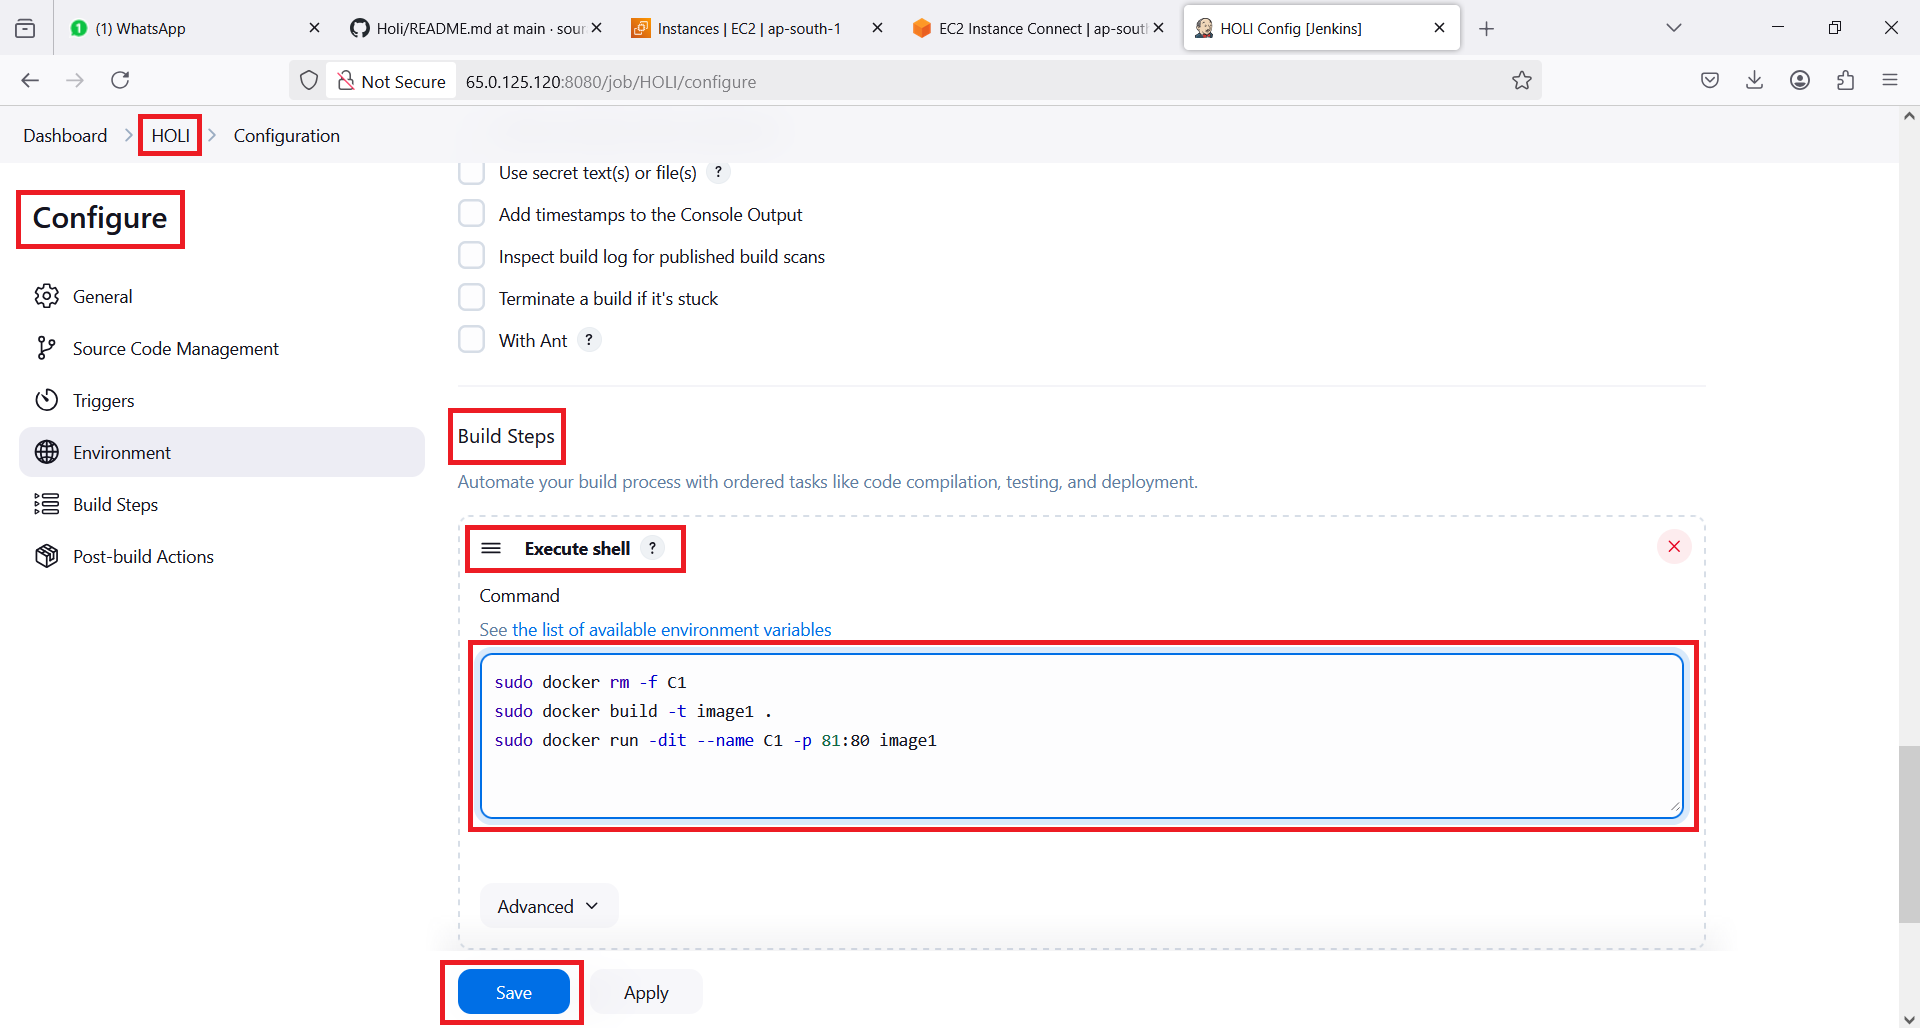 (1) WhatsApp
Holi/README.md at main · sour
Instances | EC2 | ap-south-1
EC2 Instance Connect | ap-sout
HOLI Config [Jenkins]
Not Secure
65.0.125.120:8080/job/HOLI/configure
Dashboard > HOLI > Configuration
Configure
General
Source Code Management
Triggers
Environment
Build Steps
Post-build Actions
Use secret text(s) or file(s) ?
Add timestamps to the Console Output
Inspect build log for published build scans
Terminate a build if it's stuck
With Ant ?
Build Steps
Automate your build process with ordered tasks like code compilation, testing, and deployment.
Execute shell ?
Command
See the list of available environment variables
sudo docker rm -f C1
sudo docker build -t image1 .
sudo docker run -dit --name C1 -p 81:80 image1
Advanced
Save
Apply